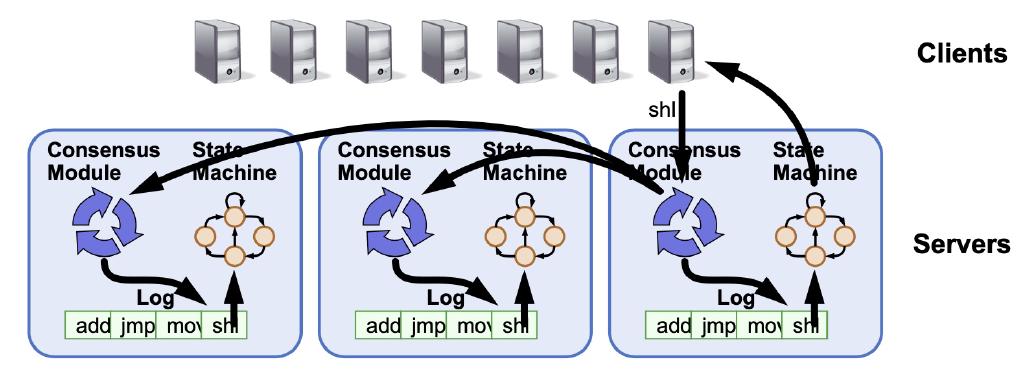 Clients
shl
Consensus Module
State Machine
Consensus Module
State Machine
Consensus Module
State Machine
Servers
Log
add jmp mov shl
Log
add jmp mov shl
Log
add jmp mov shl